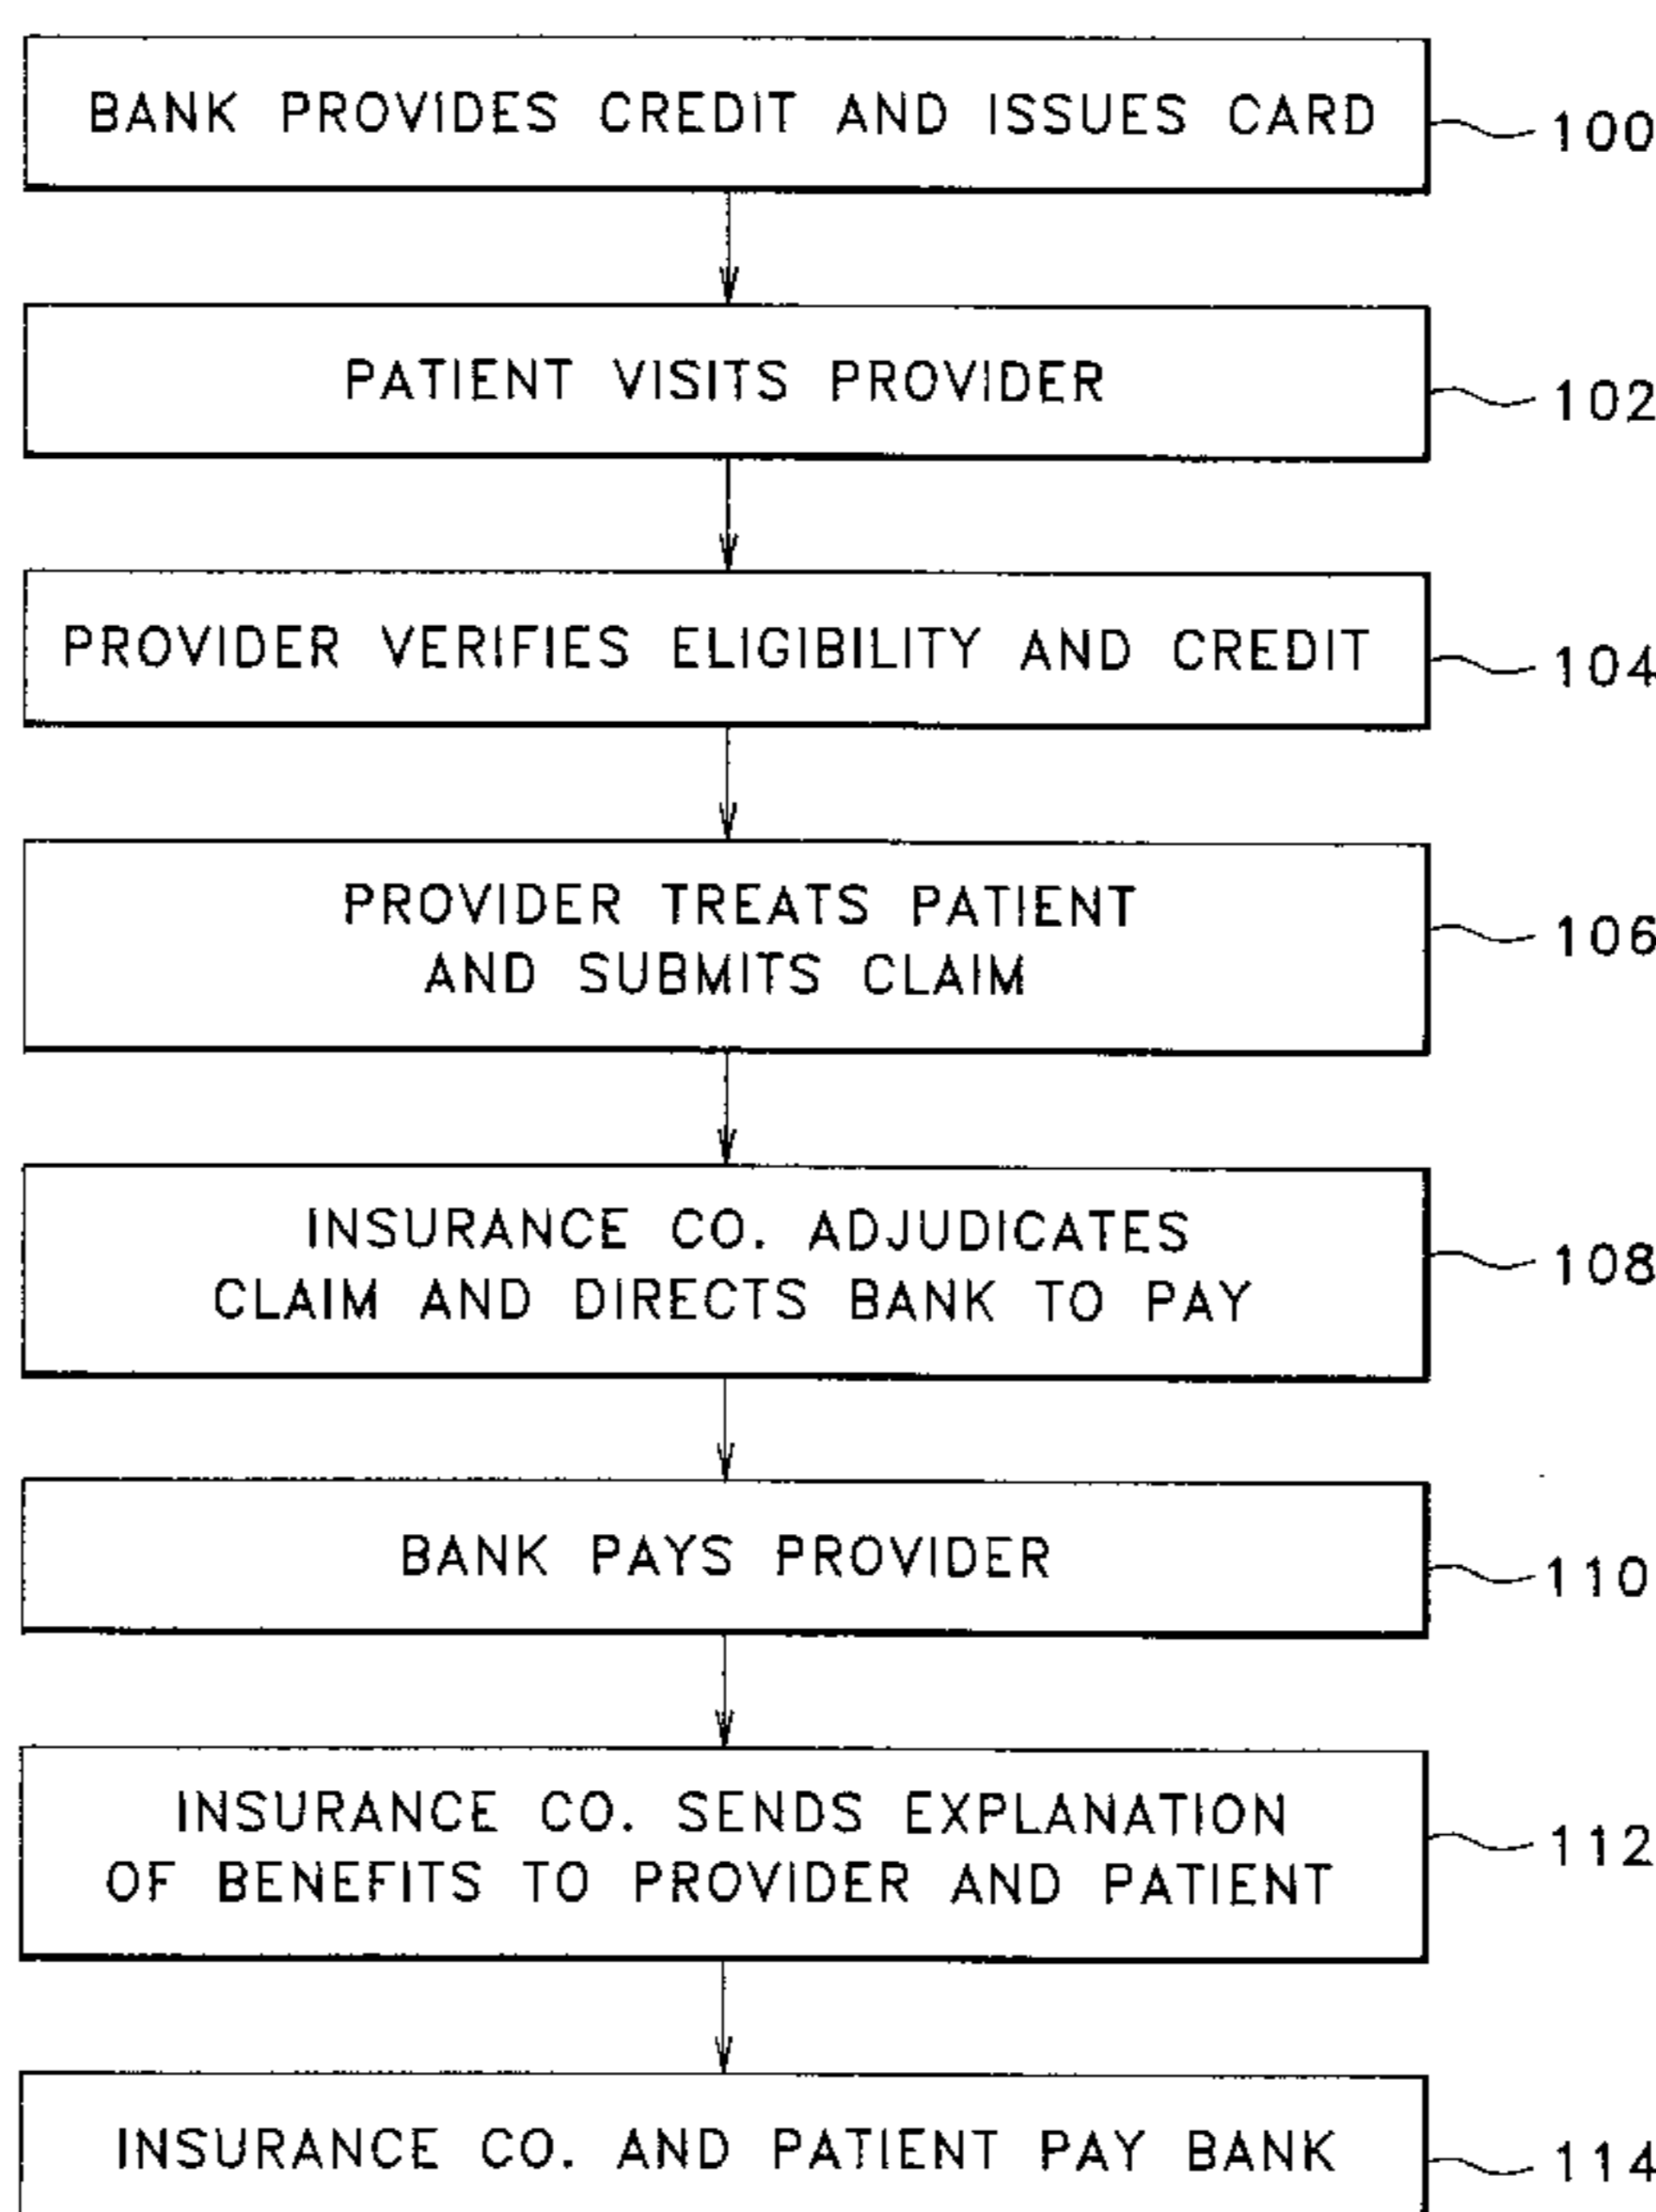 BANK PROVIDES CREDIT AND ISSUES CARD
100
PATIENT VISITS PROVIDER
102
PROVIDER VERIFIES ELIGIBILITY AND CREDIT
104
PROVIDER TREATS PATIENT
AND SUBMITS CLAIM
106
INSURANCE CO. ADJUDICATES
CLAIM AND DIRECTS BANK TO PAY
108
BANK PAYS PROVIDER
110
INSURANCE CO. SENDS EXPLANATION
OF BENEFITS TO PROVIDER AND PATIENT
112
INSURANCE CO. AND PATIENT PAY BANK
114